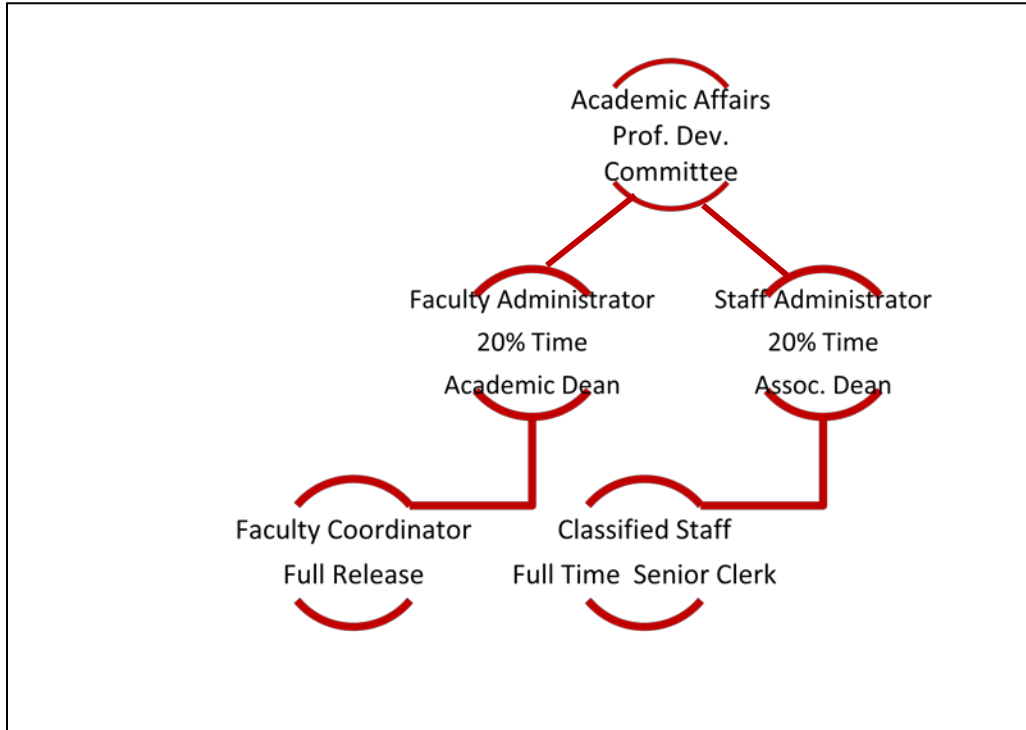 Academic Affairs
Prof. Dev.
Committee
Faculty Administrator
20% Time
Academic Dean
Staff Administrator
20% Time
Assoc. Dean
Faculty Coordinator
Full Release
Classified Staff
Full Time  Senior Clerk